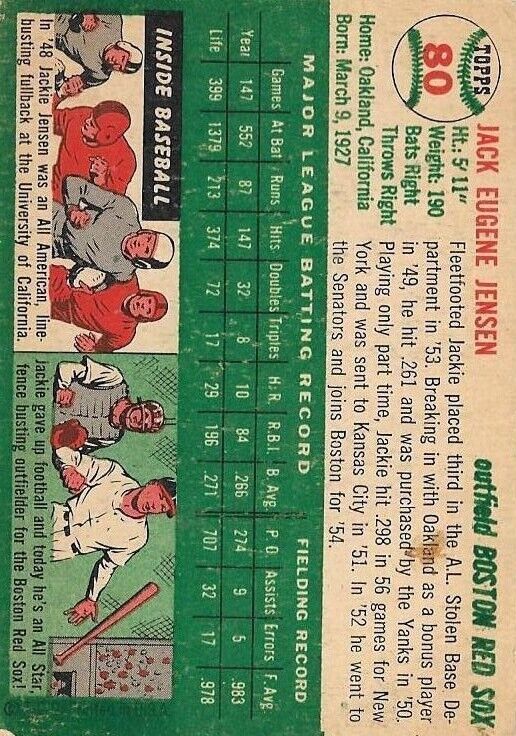 TOPPS
80
JACK EUGENE JENSEN
outfield BOSTON RED SOX
Ht.: 5'11"
Weight: 190
Bats Right
Throws Right
Home: Oakland, California
Born: March 9, 1927
Fleetfooted Jackie placed third in the A.L. Stolen Base De-
partment in '53. Breaking in with Oakland as a bonus player
in '49, he hit .261 and was purchased by the Yanks in '50.
Playing only part time, Jackie hit .298 in 56 games for New
York and was sent to Kansas City in '51. In '52 he went to
the Senators and joins Boston for '54.
MAJOR LEAGUE BATTING RECORD FIELDING RECORD
Games At Bat Runs Hits Doubles Triples H.R. R.B.I. B. Avg. P.O. Assists Errors F. Avg.
Year 147 552 87 147 32 8 10 84 .266 274 9 5 .983
Life 399 1379 213 374 72 17 29 196 .271 707 32 17 .978
INSIDE BASEBALL
In '48 Jackie Jensen was an All American, line-
busting fullback at the University of California.
Jackie gave up football and today he's an All Star,
fence busting outfielder for the Boston Red Sox!